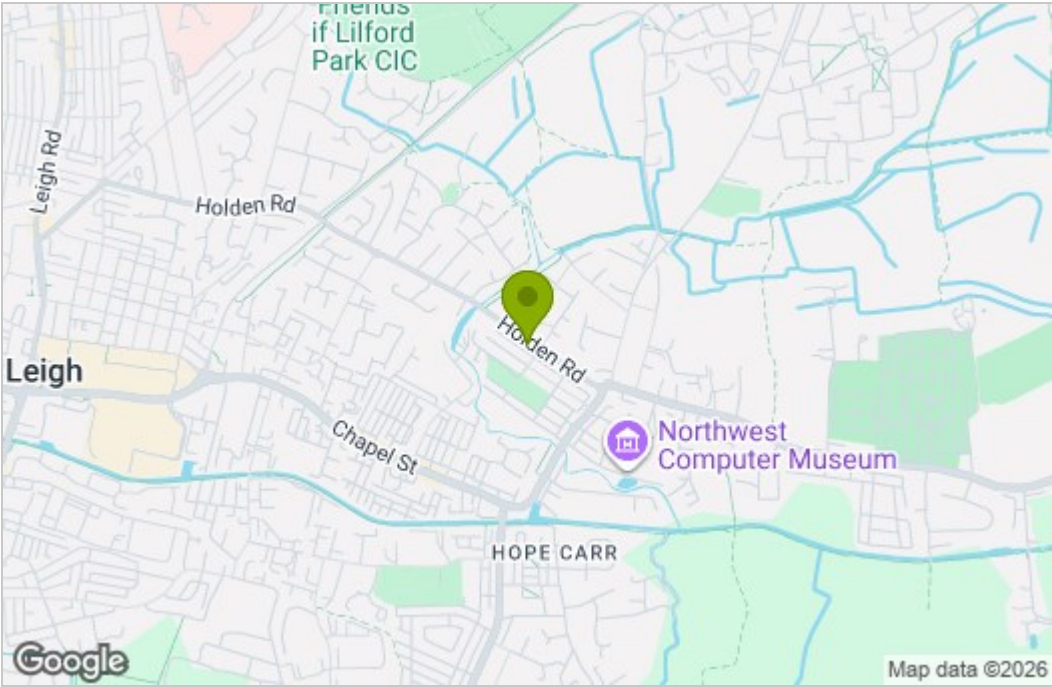 Friends
if Lilford
Park CIC
Leigh Rd
Holden Rd
Holden Rd
Leigh
Chapel St
Northwest
Computer Museum
HOPE CARR
Google
Map data ©2026